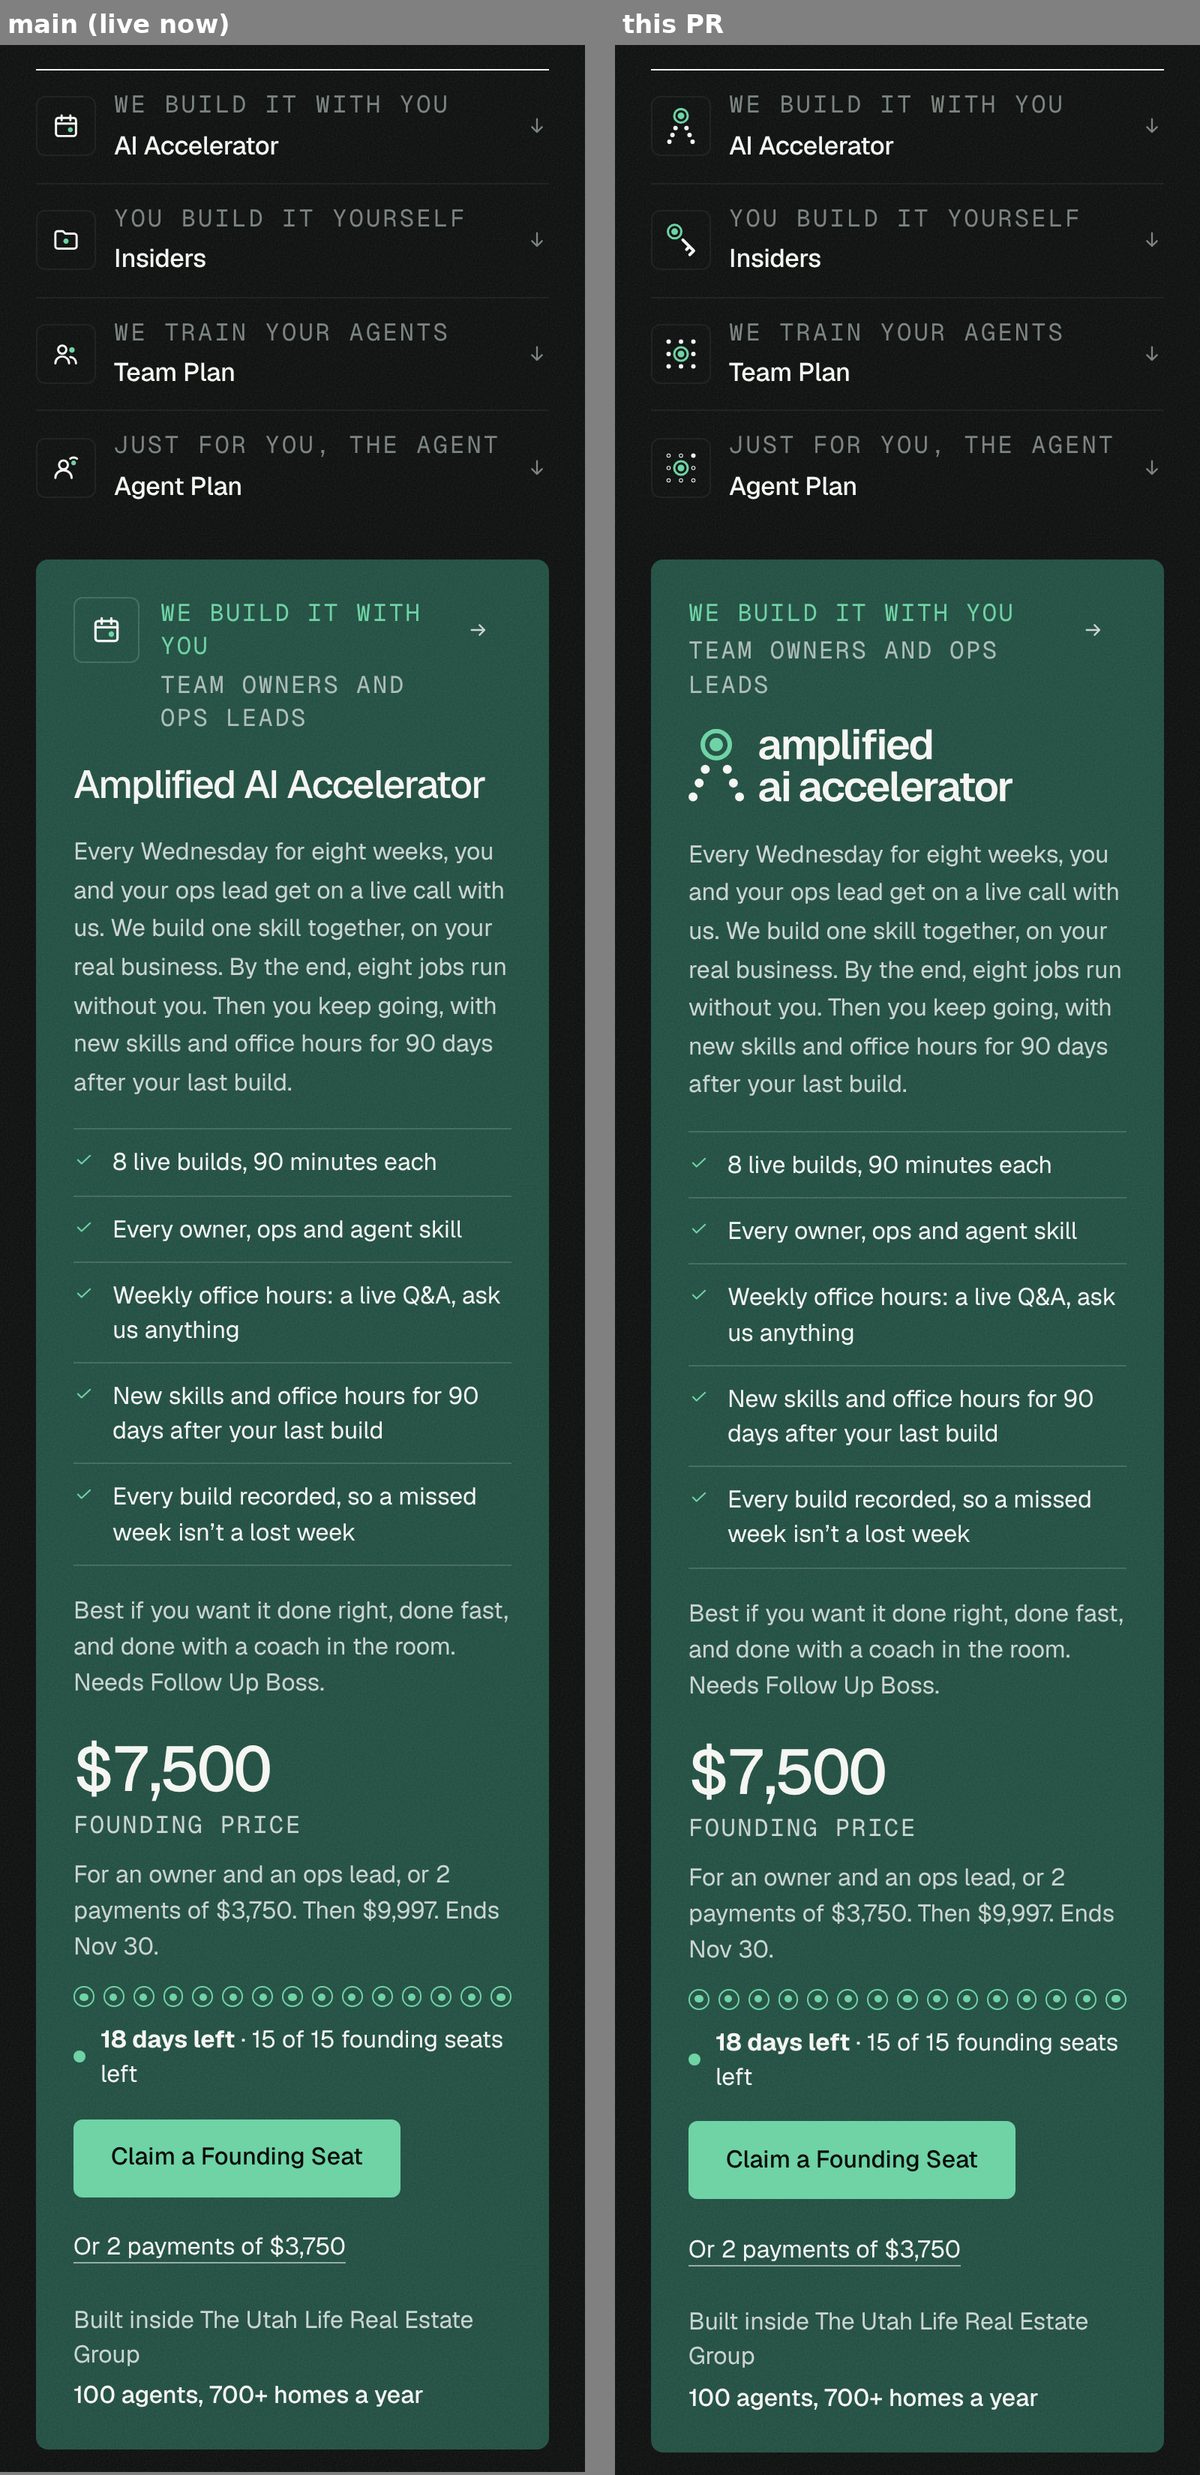 main (live now)
WE BUILD IT WITH YOU
AI Accelerator
YOU BUILD IT YOURSELF
Insiders
WE TRAIN YOUR AGENTS
Team Plan
JUST FOR YOU, THE AGENT
Agent Plan
WE BUILD IT WITH
YOU
TEAM OWNERS AND
OPS LEADS
Amplified AI Accelerator
Every Wednesday for eight weeks, you
and your ops lead get on a live call with
us. We build one skill together, on your
real business. By the end, eight jobs run
without you. Then you keep going, with
new skills and office hours for 90 days
after your last build.
8 live builds, 90 minutes each
Every owner, ops and agent skill
Weekly office hours: a live Q&A, ask
us anything
New skills and office hours for 90
days after your last build
Every build recorded, so a missed
week isn’t a lost week
Best if you want it done right, done fast,
and done with a coach in the room.
Needs Follow Up Boss.
$7,500
FOUNDING PRICE
For an owner and an ops lead, or 2
payments of $3,750. Then $9,997. Ends
Nov 30.
18 days left · 15 of 15 founding seats
left
Claim a Founding Seat
Or 2 payments of $3,750
Built inside The Utah Life Real Estate
Group
100 agents, 700+ homes a year
this PR
WE BUILD IT WITH YOU
AI Accelerator
YOU BUILD IT YOURSELF
Insiders
WE TRAIN YOUR AGENTS
Team Plan
JUST FOR YOU, THE AGENT
Agent Plan
WE BUILD IT WITH YOU
TEAM OWNERS AND OPS
LEADS
amplified
ai accelerator
Every Wednesday for eight weeks, you
and your ops lead get on a live call with
us. We build one skill together, on your
real business. By the end, eight jobs run
without you. Then you keep going, with
new skills and office hours for 90 days
after your last build.
8 live builds, 90 minutes each
Every owner, ops and agent skill
Weekly office hours: a live Q&A, ask
us anything
New skills and office hours for 90
days after your last build
Every build recorded, so a missed
week isn’t a lost week
Best if you want it done right, done fast,
and done with a coach in the room.
Needs Follow Up Boss.
$7,500
FOUNDING PRICE
For an owner and an ops lead, or 2
payments of $3,750. Then $9,997. Ends
Nov 30.
18 days left · 15 of 15 founding seats
left
Claim a Founding Seat
Or 2 payments of $3,750
Built inside The Utah Life Real Estate
Group
100 agents, 700+ homes a year